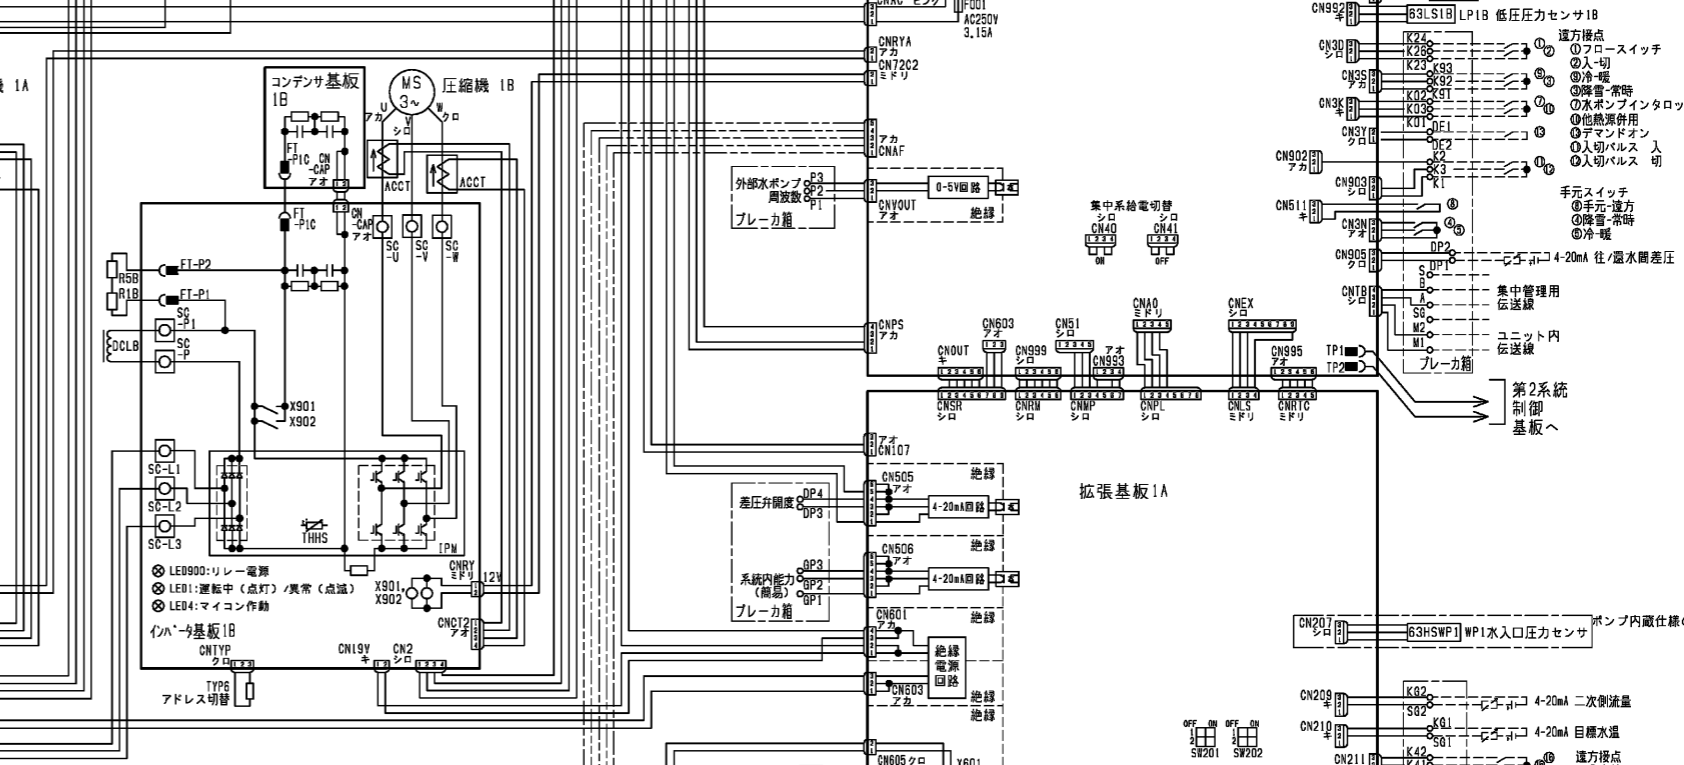 F001
AC250V
3.15A
CN992
キ
63LS1B
LP1B 低圧圧力センサ1B
CNRYA
アカ
CN72C2
ミドリ
コンデンサ基板
1B
MS
3~
圧縮機 1B
1A
U
アカ
V
シロ
W
クロ
FT
-P1C
CN
-CAP
アオ
ACCT
ACCT
アカ
CNAF
外部水ポンプ
周波数
P3
P2
P1
ブレーカ箱
CNVOUT
アオ
0-5V回路
絶縁
集中系給電切替
シロ
CN40
ON
シロ
CN41
OFF
CN3D
シロ
CN3S
アカ
CN3K
キ
CN3Y
クロ
CN902
アカ
CN903
シロ
CN511
キ
CN3N
アオ
CN905
クロ
CNTB
シロ
K24
K26
K23
K93
K92
K91
K02
K03
K01
DE1
DE2
K2
K3
K1
DP2
DP1
S
B
A
SG
M2
M1
ブレーカ箱
遠方接点
①フロースイッチ
②入-切
⑨冷-暖
③降雪-常時
⑦水ポンプインタロッ
⑩他熱源併用
⑬デマンドオン
⑪入切パルス 入
⑫入切パルス 切
手元スイッチ
⑧手元-遠方
④降雪-常時
⑤冷-暖
4-20mA 往/還水間差圧
集中管理用
伝送線
ユニット内
伝送線
TP1
TP2
第2系統
制御
基板へ
FT
-P1C
CN
-CAP
アオ
SC
-U
SC
-V
SC
-W
FT-P2
R5B
R1B
FT-P1
SC
-P1
SC
-P
DCLB
X901
X902
SC-L1
SC-L2
SC-L3
THHS
IPM
LED900:リレー電源
LED1:運転中（点灯）/異常（点滅）
LED4:マイコン作動
インバータ基板1B
X901,
X902
CNRY
ミドリ
12V
CNCT2
アオ
CNTYP
クロ
CN19V
キ
CN2
シロ
TYP6
アドレス切替
CNPS
アカ
CN603
アオ
CN51
シロ
CNAO
ミドリ
CNEX
シロ
CNOUT
キ
CN999
シロ
アオ
CN993
CN995
アオ
CNSR
シロ
CNRM
シロ
CNMP
シロ
CNPL
シロ
CNLS
ミドリ
CNRTC
ミドリ
アオ
CN107
拡張基板1A
絶縁
CN505
アオ
差圧弁開度
DP4
DP3
4-20mA回路
絶縁
CN506
アオ
系統内能力
(簡易)
GP3
GP2
GP1
ブレーカ箱
4-20mA回路
絶縁
CN601
アカ
絶縁
電源
回路
CN603
アカ
絶縁
絶縁
CN605 クロ
X601
CN207
シロ
63HSWP1
WP1水入口圧力センサ
ポンプ内蔵仕様
CN209
キ
KG2
SG2
4-20mA 二次側流量
CN210
キ
KG1
SG1
4-20mA 目標水温
CN211
K42
K41
⑯
遠方接点
OFF ON
SW201
OFF ON
SW202